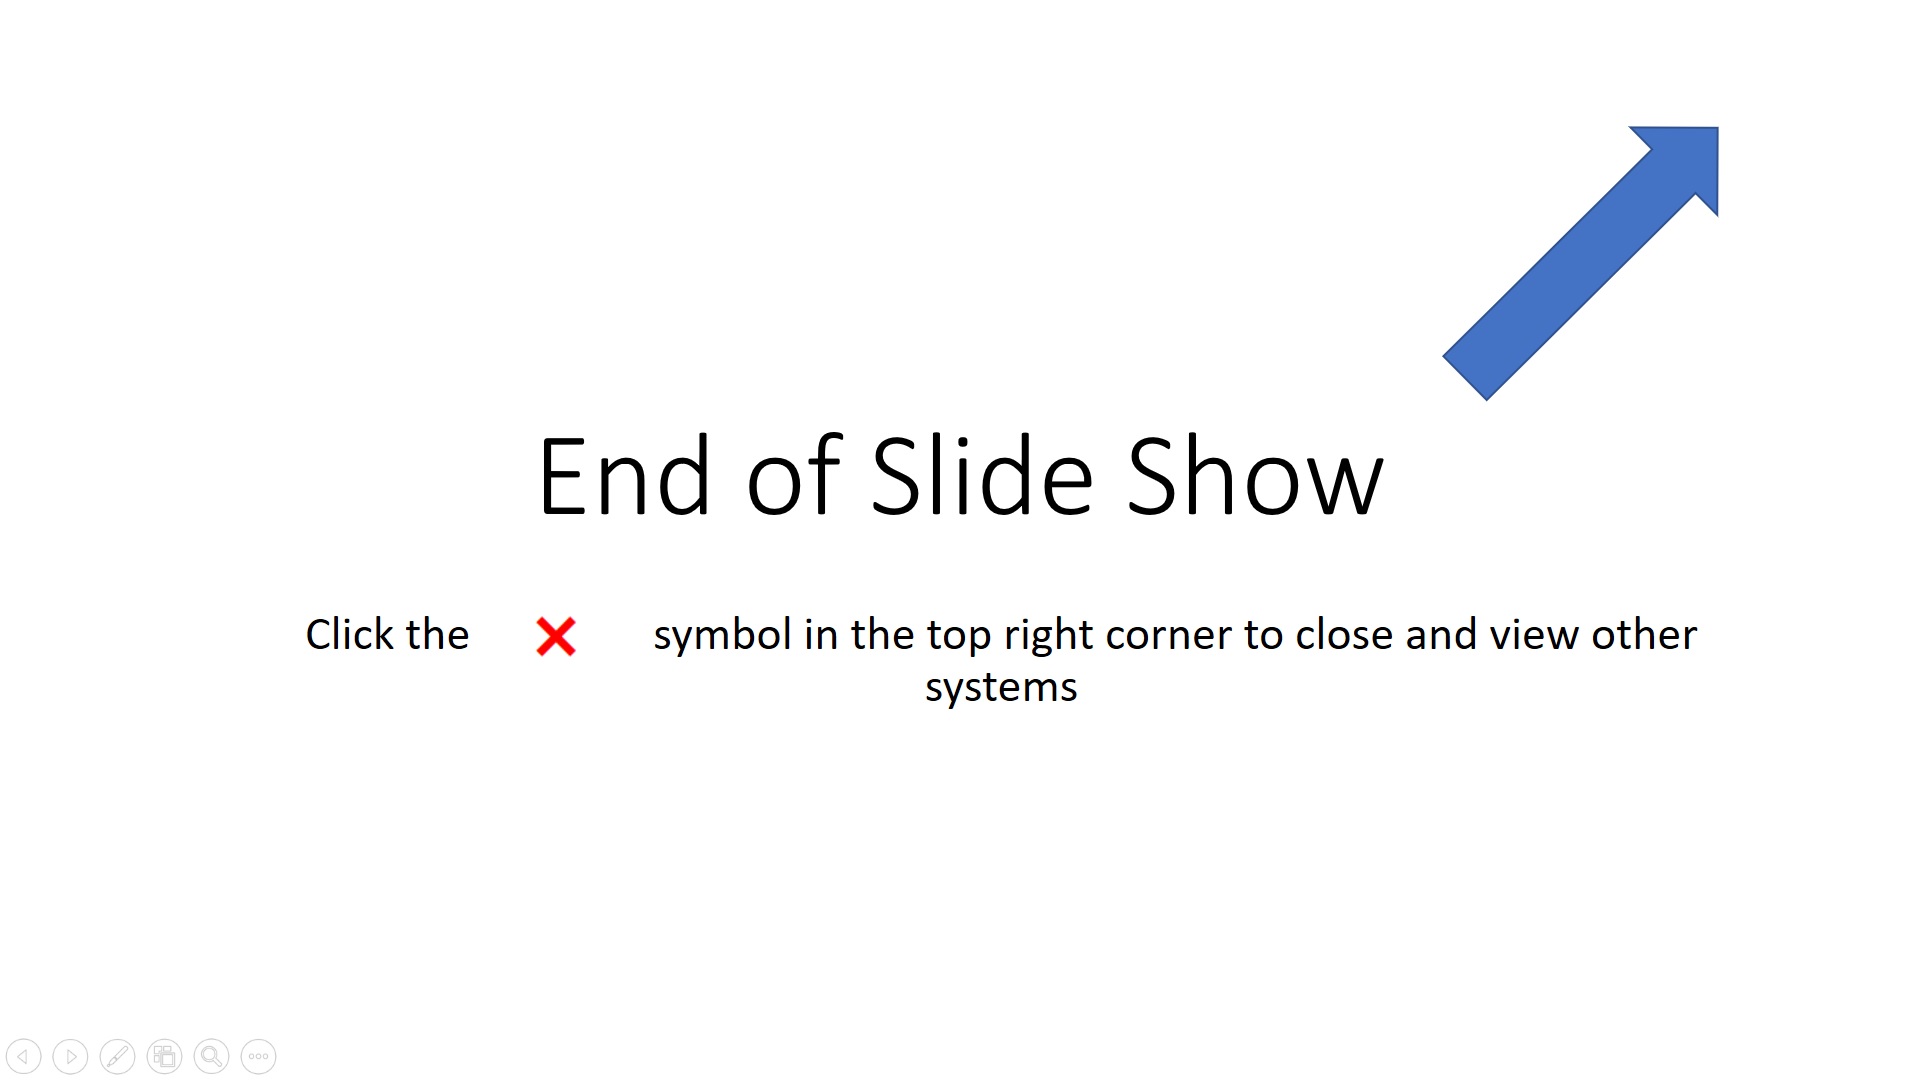 End of Slide Show
Click the symbol in the top right corner to close and view other
systems